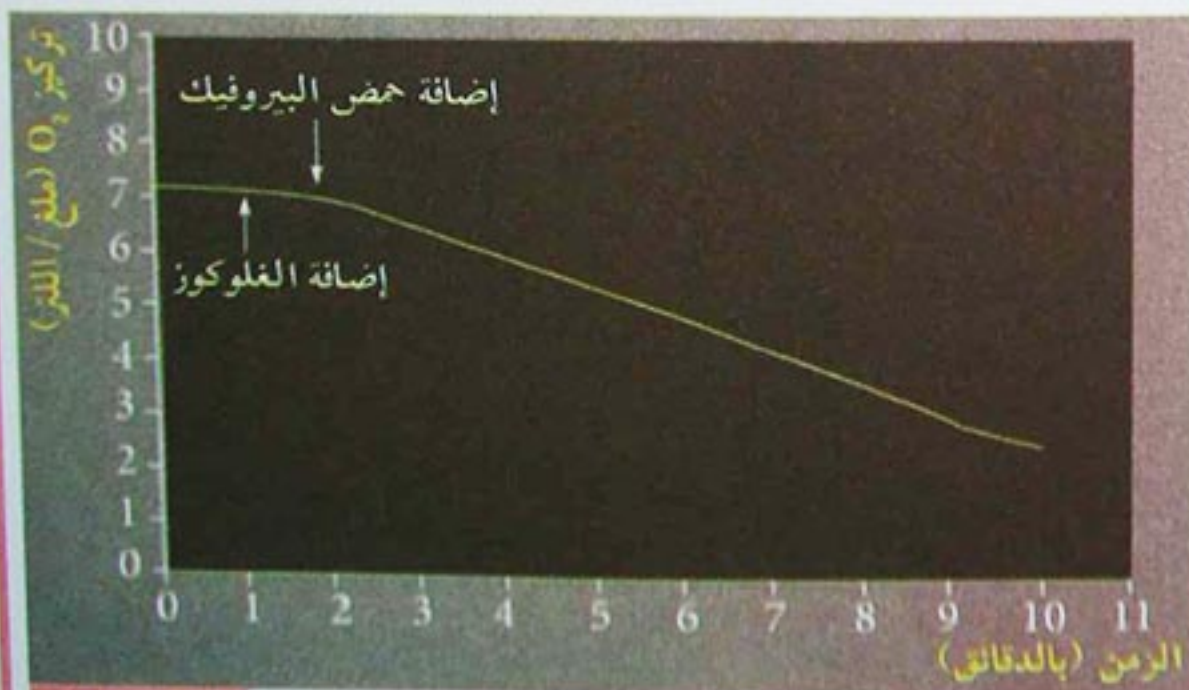 تركيز O₂ (ملغ/اللتر)
10
9
8
7
6
5
4
3
2
1
0
إضافة حمض البيروفيك
إضافة الغلوكوز
0 1 2 3 4 5 6 7 8 9 10 11
الزمن (بالدقائق)